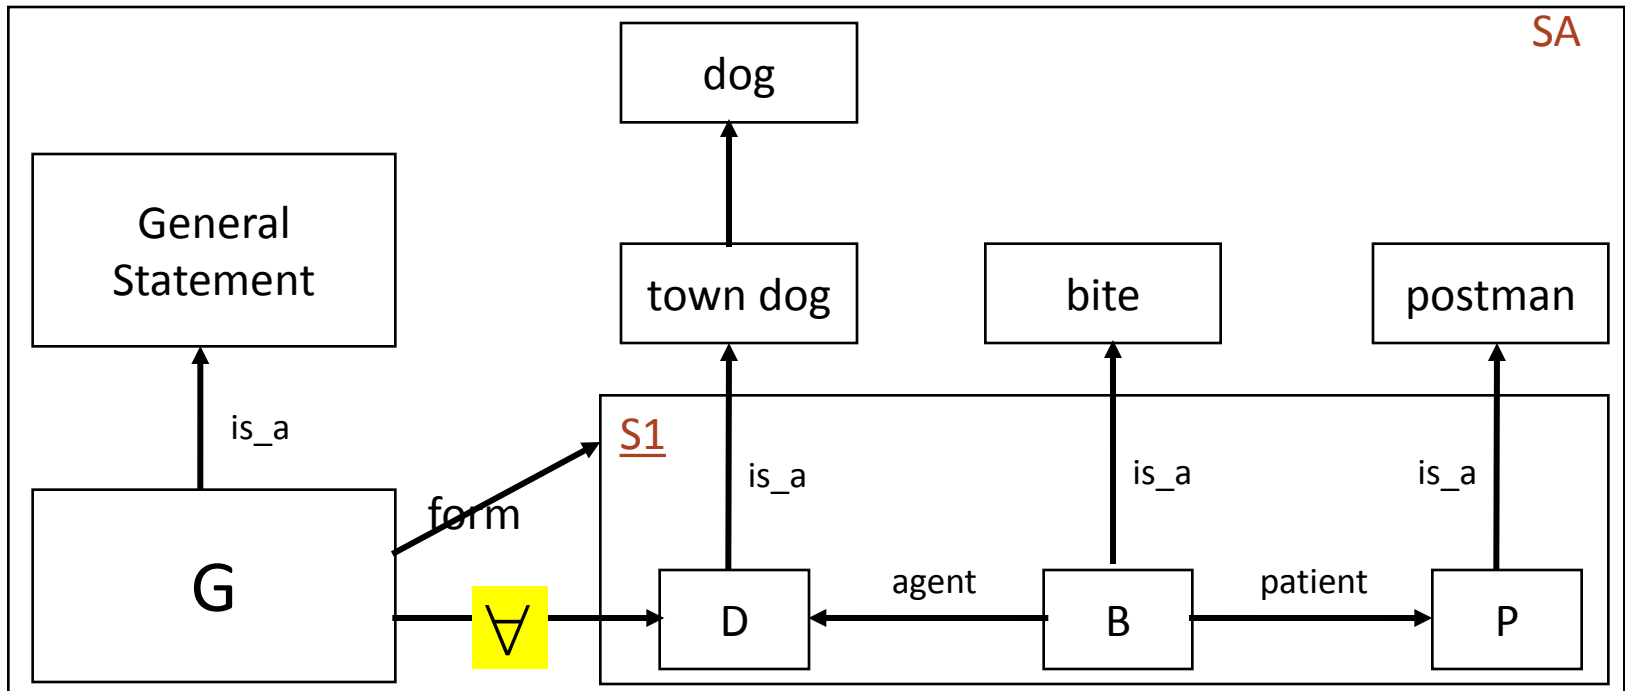 SA
dog
General
Statement
town dog
bite
postman
is_a
S1
is_a
is_a
is_a
form
G
∀
D
agent
B
patient
P